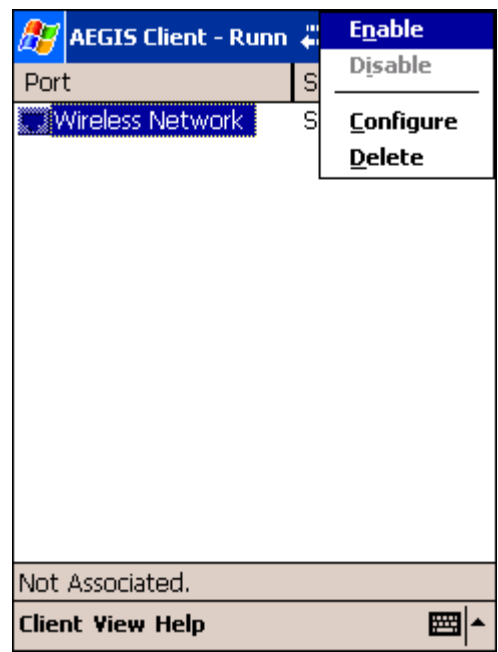 AEGIS Client - Runn
Enable
Disable
Configure
Delete
Port S
Wireless Network S
Not Associated.
Client View Help